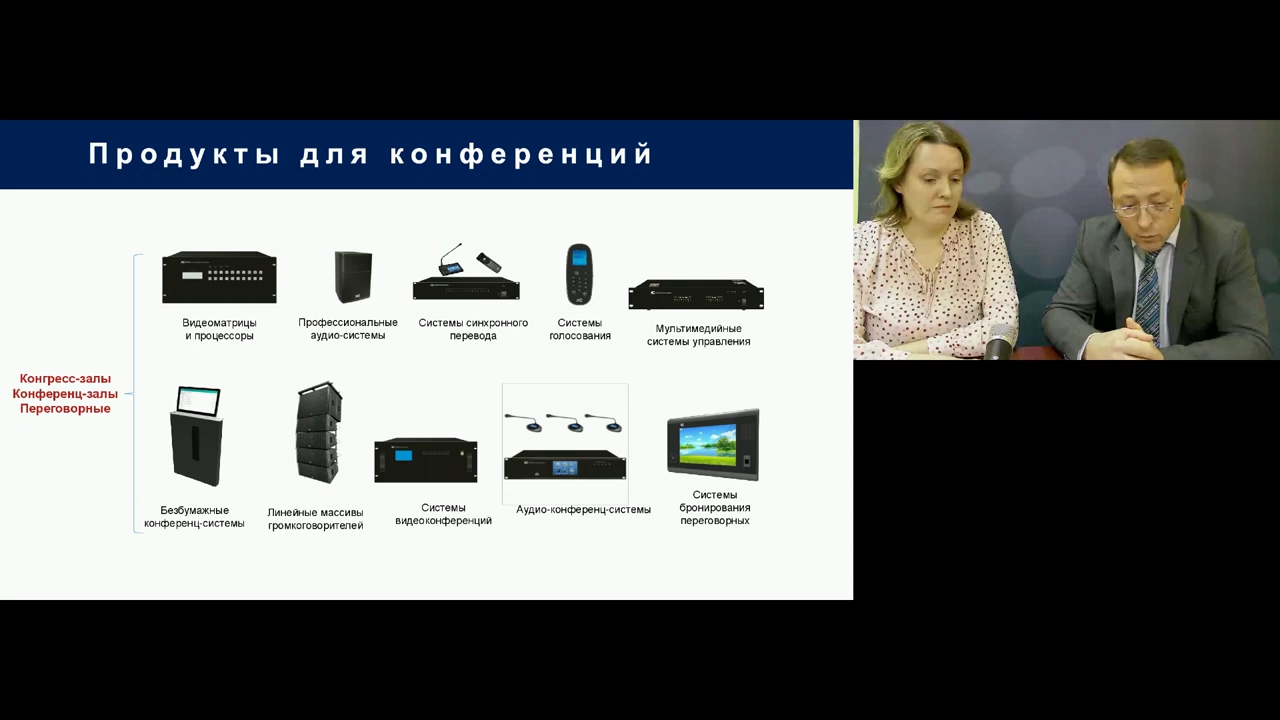 Продукты для конференций
Видеоматрицы
и процессоры
Профессиональные
аудио-системы
Системы синхронного
перевода
Системы
голосования
Мультимедийные
системы управления
Конгресс-залы
Конференц-залы
Переговорные
Безбумажные
конференц-системы
Линейные массивы
громкоговорителей
Системы
видеоконференций
Аудио-конференц-системы
Системы
бронирования
переговорных